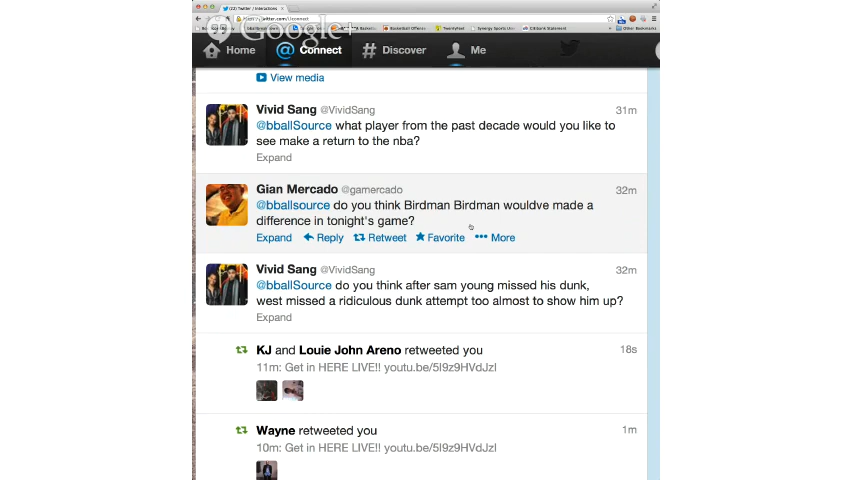 (22) Twitter / Interactions
Google+
Home Connect Discover Me
View media
Vivid Sang @VividSang 31m
@bballSource what player from the past decade would you like to
see make a return to the nba?
Expand
Gian Mercado @gamercado 32m
@bballsource do you think Birdman Birdman wouldve made a
difference in tonight's game?
Expand Reply Retweet Favorite More
Vivid Sang @VividSang 32m
@bballSource do you think after sam young missed his dunk,
west missed a ridiculous dunk attempt too almost to show him up?
Expand
KJ and Louie John Areno retweeted you 18s
11m: Get in HERE LIVE!! youtu.be/5I9z9HVdJzI
Wayne retweeted you 1m
10m: Get in HERE LIVE!! youtu.be/5I9z9HVdJzI